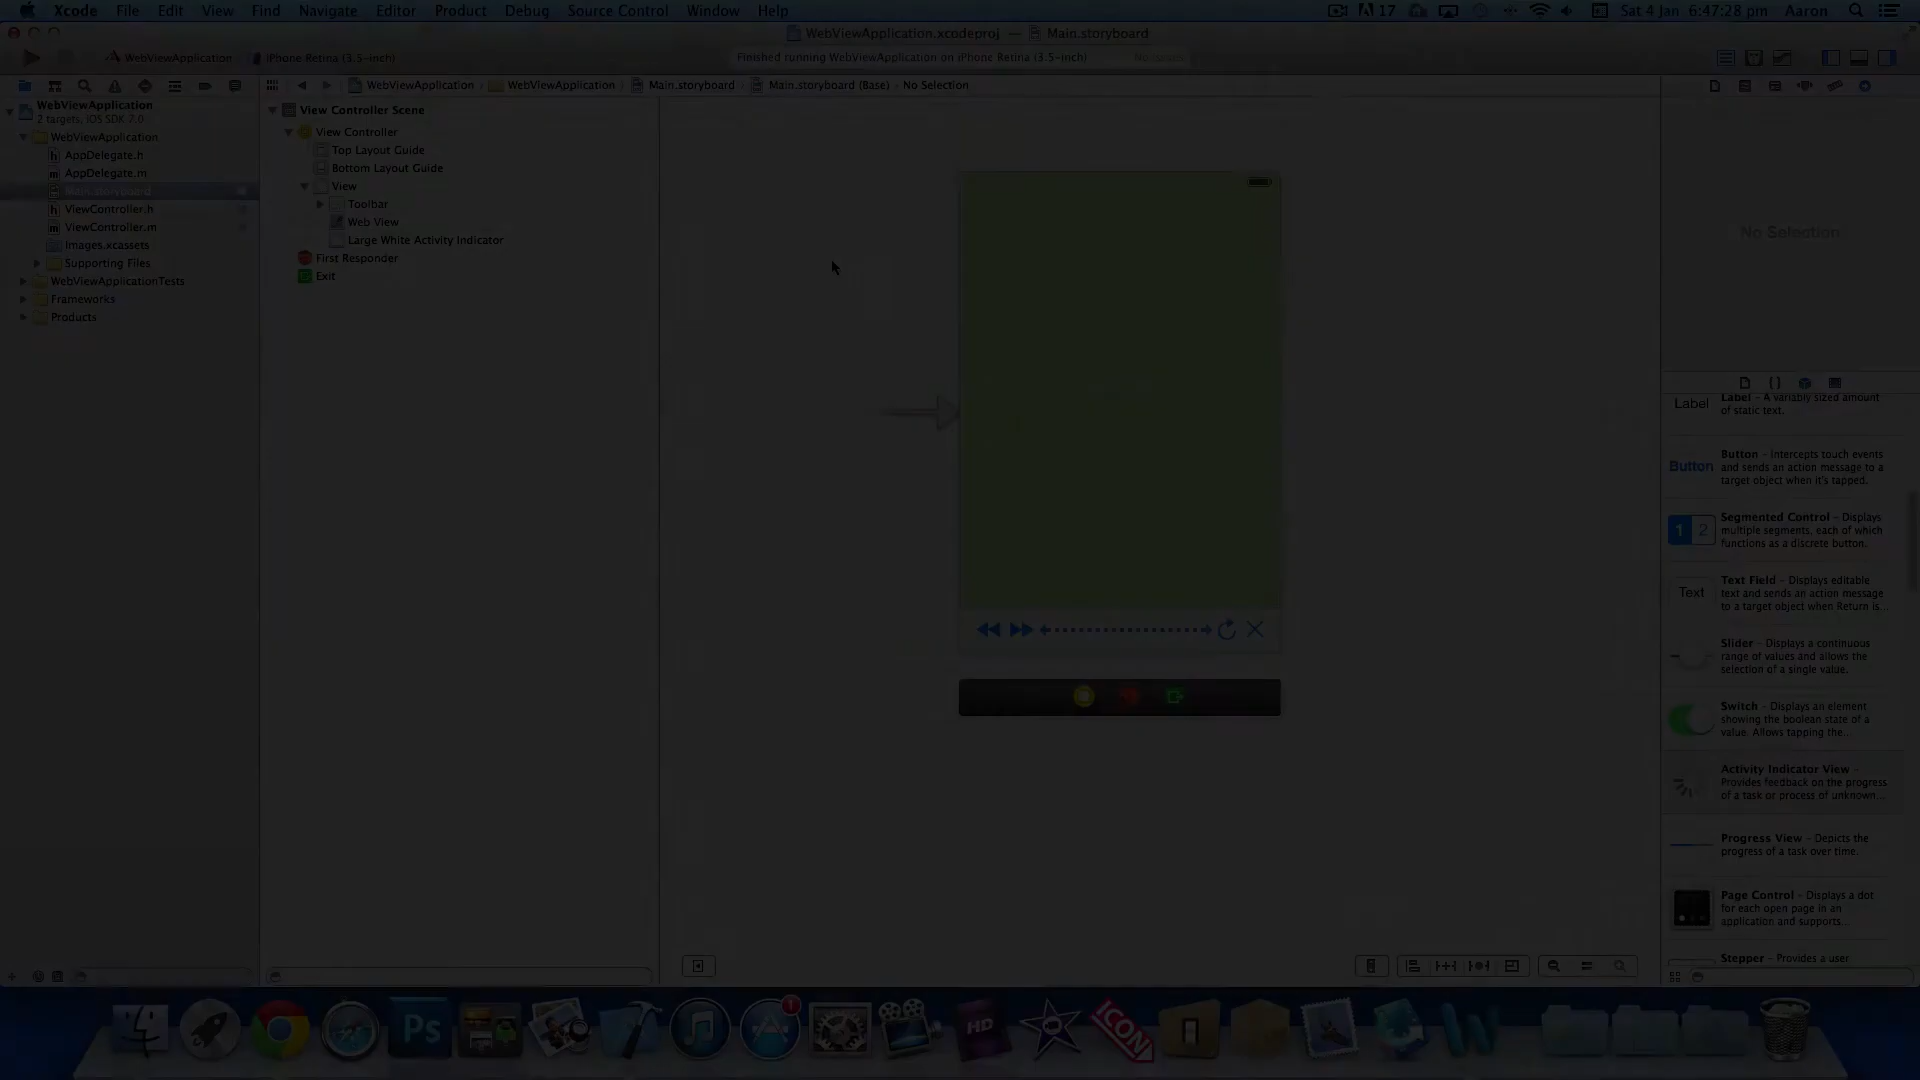 Xcode File Edit View Find Navigate Editor Product Debug Source Control Window Help 17 Sat 4 Jan 6:47:28 pm Aaron
WebViewApplication.xcodeproj — Main.storyboard
WebViewApplication iPhone Retina (3.5-inch) Finished running WebViewApplication on iPhone Retina (3.5-inch) No Issues
WebViewApplication WebViewApplication Main.storyboard Main.storyboard (Base) No Selection
WebViewApplication
2 targets, iOS SDK 7.0
WebViewApplication
AppDelegate.h
AppDelegate.m
Main.storyboard
ViewController.h
ViewController.m
Images.xcassets
Supporting Files
WebViewApplicationTests
Frameworks
Products
View Controller Scene
View Controller
Top Layout Guide
Bottom Layout Guide
View
Toolbar
Web View
Large White Activity Indicator
First Responder
Exit
No Selection
Label
Label – A variably sized amount
of static text.
Button
Button – Intercepts touch events
and sends an action message to a
target object when it's tapped.
1 2
Segmented Control – Displays
multiple segments, each of which
functions as a discrete button.
Text
Text Field – Displays editable
text and sends an action message
to a target object when Return is...
Slider – Displays a continuous
range of values and allows the
selection of a single value.
Switch – Displays an element
showing the boolean state of a
value. Allows tapping the...
Activity Indicator View –
Provides feedback on the progress
of a task or process of unknown...
Progress View – Depicts the
progress of a task over time.
Page Control – Displays a dot
for each open page in an
application and supports...
Stepper – Provides a user
Ps
1
HD
ICON